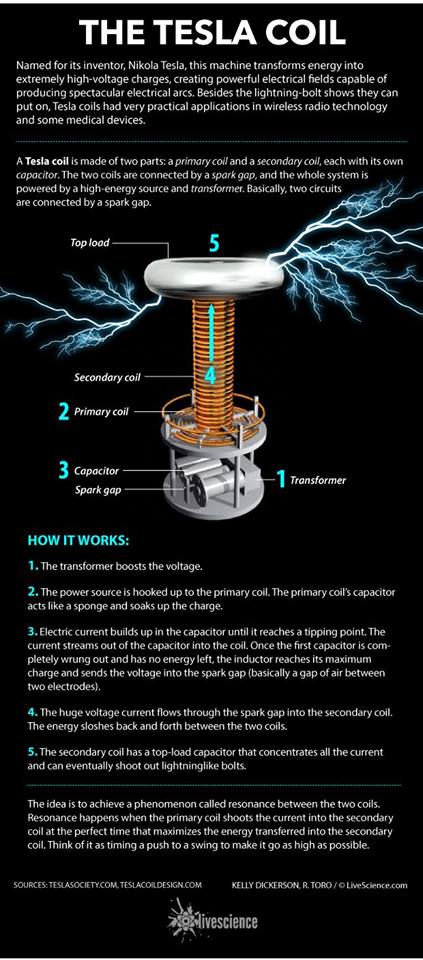 THE TESLA COIL
Named for its inventor, Nikola Tesla, this machine transforms energy into
extremely high-voltage charges, creating powerful electrical fields capable of
producing spectacular electrical arcs. Besides the lightning-bolt shows they can
put on, Tesla coils had very practical applications in wireless radio technology
and some medical devices.
A Tesla coil is made of two parts: a primary coil and a secondary coil, each with its own
capacitor. The two coils are connected by a spark gap, and the whole system is
powered by a high-energy source and transformer. Basically, two circuits
are connected by a spark gap.
Top load
5
Secondary coil
4
2 Primary coil
3 Capacitor
Spark gap
1 Transformer
HOW IT WORKS:
1. The transformer boosts the voltage.
2. The power source is hooked up to the primary coil. The primary coil's capacitor
acts like a sponge and soaks up the charge.
3. Electric current builds up in the capacitor until it reaches a tipping point. The
current streams out of the capacitor into the coil. Once the first capacitor is com-
pletely wrung out and has no energy left, the inductor reaches its maximum
charge and sends the voltage into the spark gap (basically a gap of air between
two electrodes).
4. The huge voltage current flows through the spark gap into the secondary coil.
The energy sloshes back and forth between the two coils.
5. The secondary coil has a top-load capacitor that concentrates all the current
and can eventually shoot out lightninglike bolts.
The idea is to achieve a phenomenon called resonance between the two coils.
Resonance happens when the primary coil shoots the current into the secondary
coil at the perfect time that maximizes the energy transferred into the secondary
coil. Think of it as timing a push to a swing to make it go as high as possible.
SOURCES: TESLASOCIETY.COM, TESLACOILDESIGN.COM
KELLY DICKERSON, R. TORO / © LiveScience.com
livescience